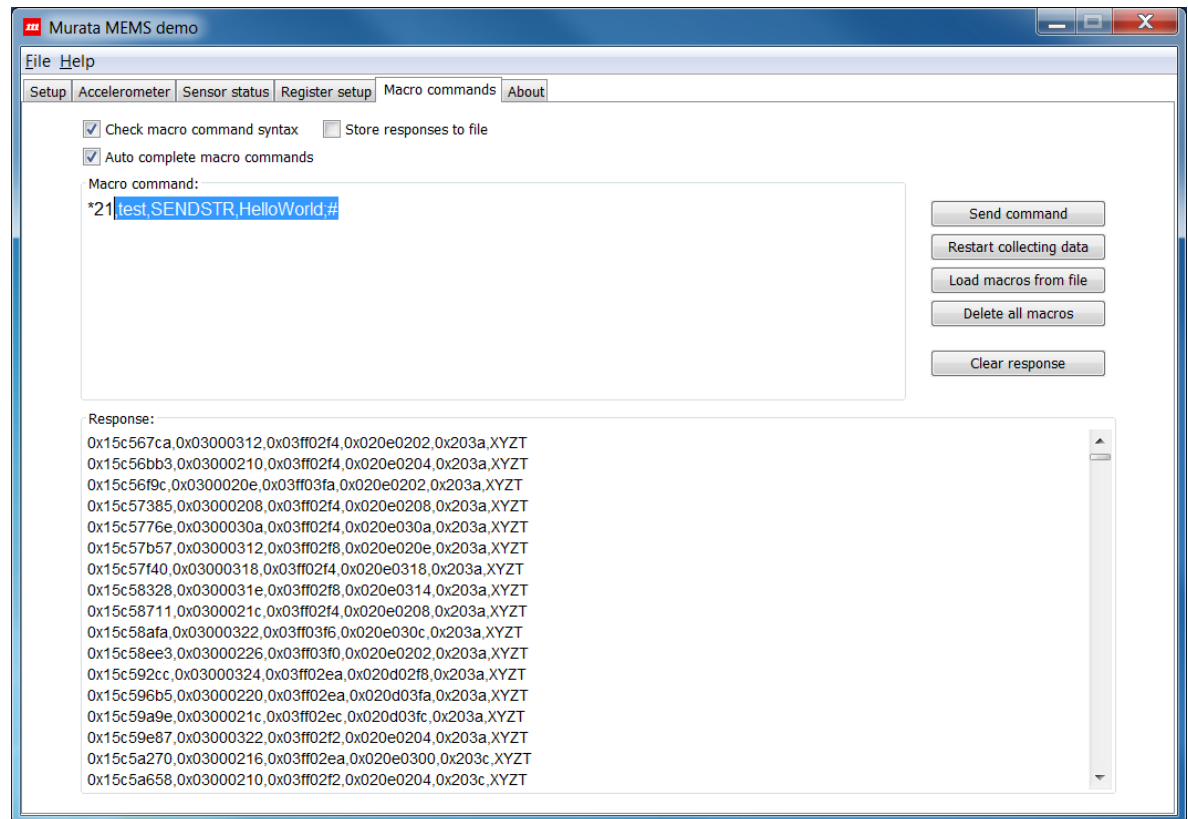 Murata MEMS demo
File Help
Setup Accelerometer Sensor status Register setup Macro commands About
Check macro command syntax Store responses to file
Auto complete macro commands
Macro command:
*21,test,SENDSTR,HelloWorld;#
Send command
Restart collecting data
Load macros from file
Delete all macros
Clear response
Response:
0x15c567ca,0x03000312,0x03ff02f4,0x020e0202,0x203a,XYZT
0x15c56bb3,0x03000210,0x03ff02f4,0x020e0204,0x203a,XYZT
0x15c56f9c,0x0300020e,0x03ff03fa,0x020e0202,0x203a,XYZT
0x15c57385,0x03000208,0x03ff02f4,0x020e0208,0x203a,XYZT
0x15c5776e,0x0300030a,0x03ff02f4,0x020e030a,0x203a,XYZT
0x15c57b57,0x03000312,0x03ff02f8,0x020e020e,0x203a,XYZT
0x15c57f40,0x03000318,0x03ff02f4,0x020e0318,0x203a,XYZT
0x15c58328,0x0300031e,0x03ff02f8,0x020e0314,0x203a,XYZT
0x15c58711,0x0300021c,0x03ff02f4,0x020e0208,0x203a,XYZT
0x15c58afa,0x03000322,0x03ff03f6,0x020e030c,0x203a,XYZT
0x15c58ee3,0x03000226,0x03ff03f0,0x020e0202,0x203a,XYZT
0x15c592cc,0x03000324,0x03ff02ea,0x020d02f8,0x203a,XYZT
0x15c596b5,0x03000220,0x03ff02ea,0x020d03fa,0x203a,XYZT
0x15c59a9e,0x0300021c,0x03ff02ec,0x020d03fc,0x203a,XYZT
0x15c59e87,0x03000322,0x03ff02f2,0x020e0204,0x203a,XYZT
0x15c5a270,0x03000216,0x03ff02ea,0x020e0300,0x203c,XYZT
0x15c5a658,0x03000210,0x03ff02f2,0x020e0204,0x203c,XYZT